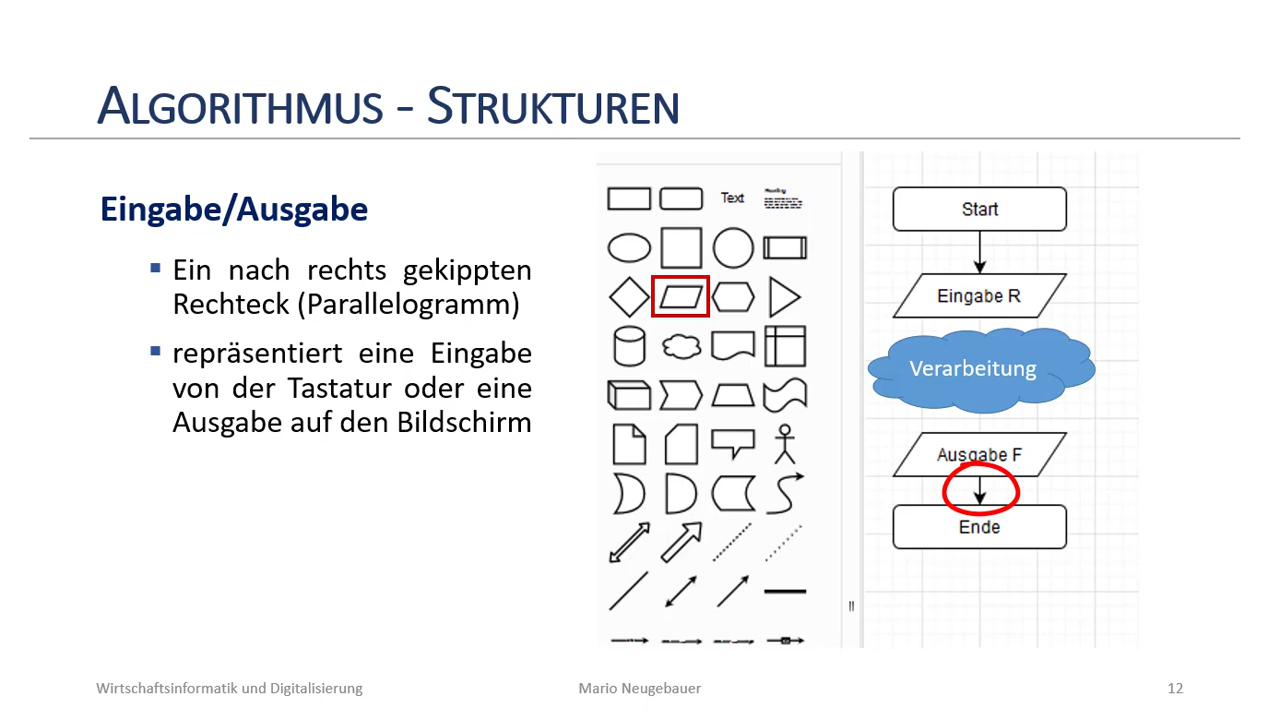 ALGORITHMUS - STRUKTUREN
Eingabe/Ausgabe
Ein nach rechts gekippten
Rechteck (Parallelogramm)
repräsentiert eine Eingabe
von der Tastatur oder eine
Ausgabe auf den Bildschirm
Text
Start
Eingabe R
Verarbeitung
Ausgabe F
Ende
Wirtschaftsinformatik und Digitalisierung
Mario Neugebauer
12